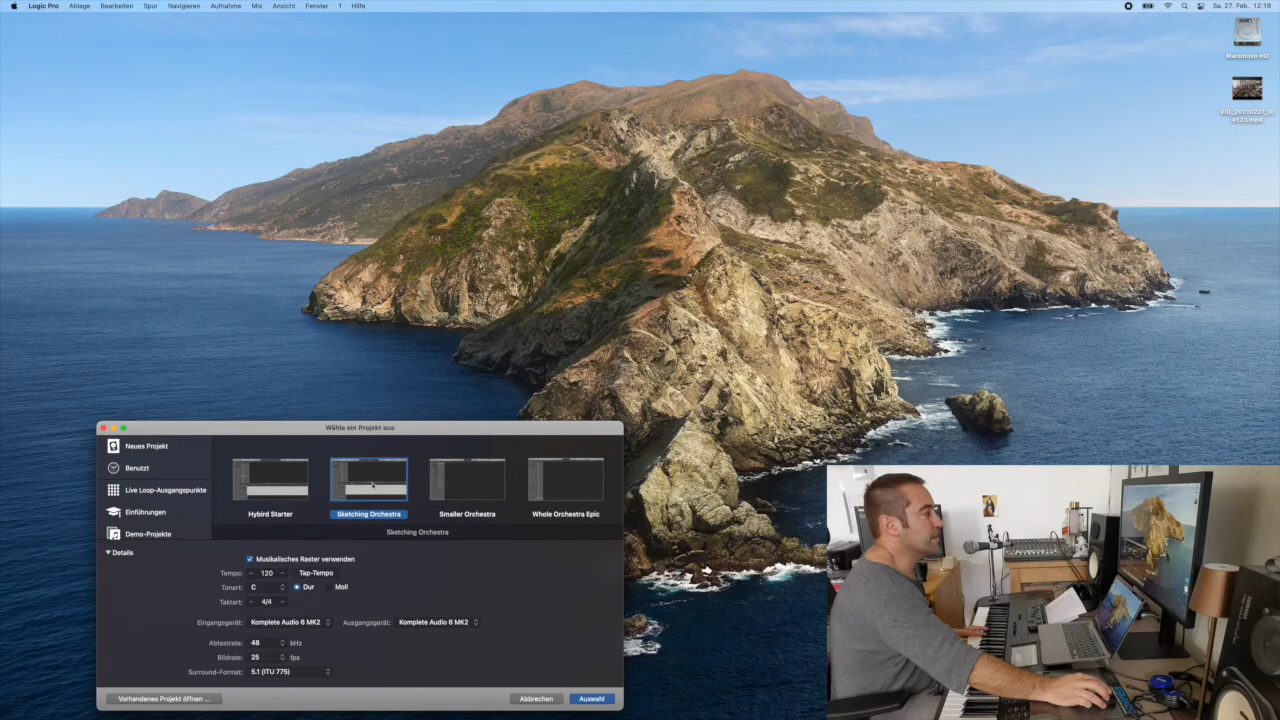 Logic Pro Ablage Bearbeiten Spur Navigieren Aufnahme Mix Ansicht Fenster 1 Hilfe
Sa. 27. Feb. 12:19
Macintosh HD
Wähle ein Projekt aus
Neues Projekt
Benutzt
Live Loop-Ausgangspunkte
Einführungen
Demo-Projekte
Hybird Starter
Sketching Orchestra
Smaller Orchestra
Whole Orchestra Epic
Sketching Orchestra
Details
Musikalisches Raster verwenden
Tempo: 120 Tap-Tempo
Tonart: C Dur Moll
Taktart: 4/4
Eingangsgerät: Komplete Audio 6 MK2 Ausgangsgerät: Komplete Audio 6 MK2
Abtastrate: 48 kHz
Bildrate: 25 fps
Surround-Format: 5.1 (ITU 775)
Vorhandenes Projekt öffnen ...
Abbrechen
Auswahl